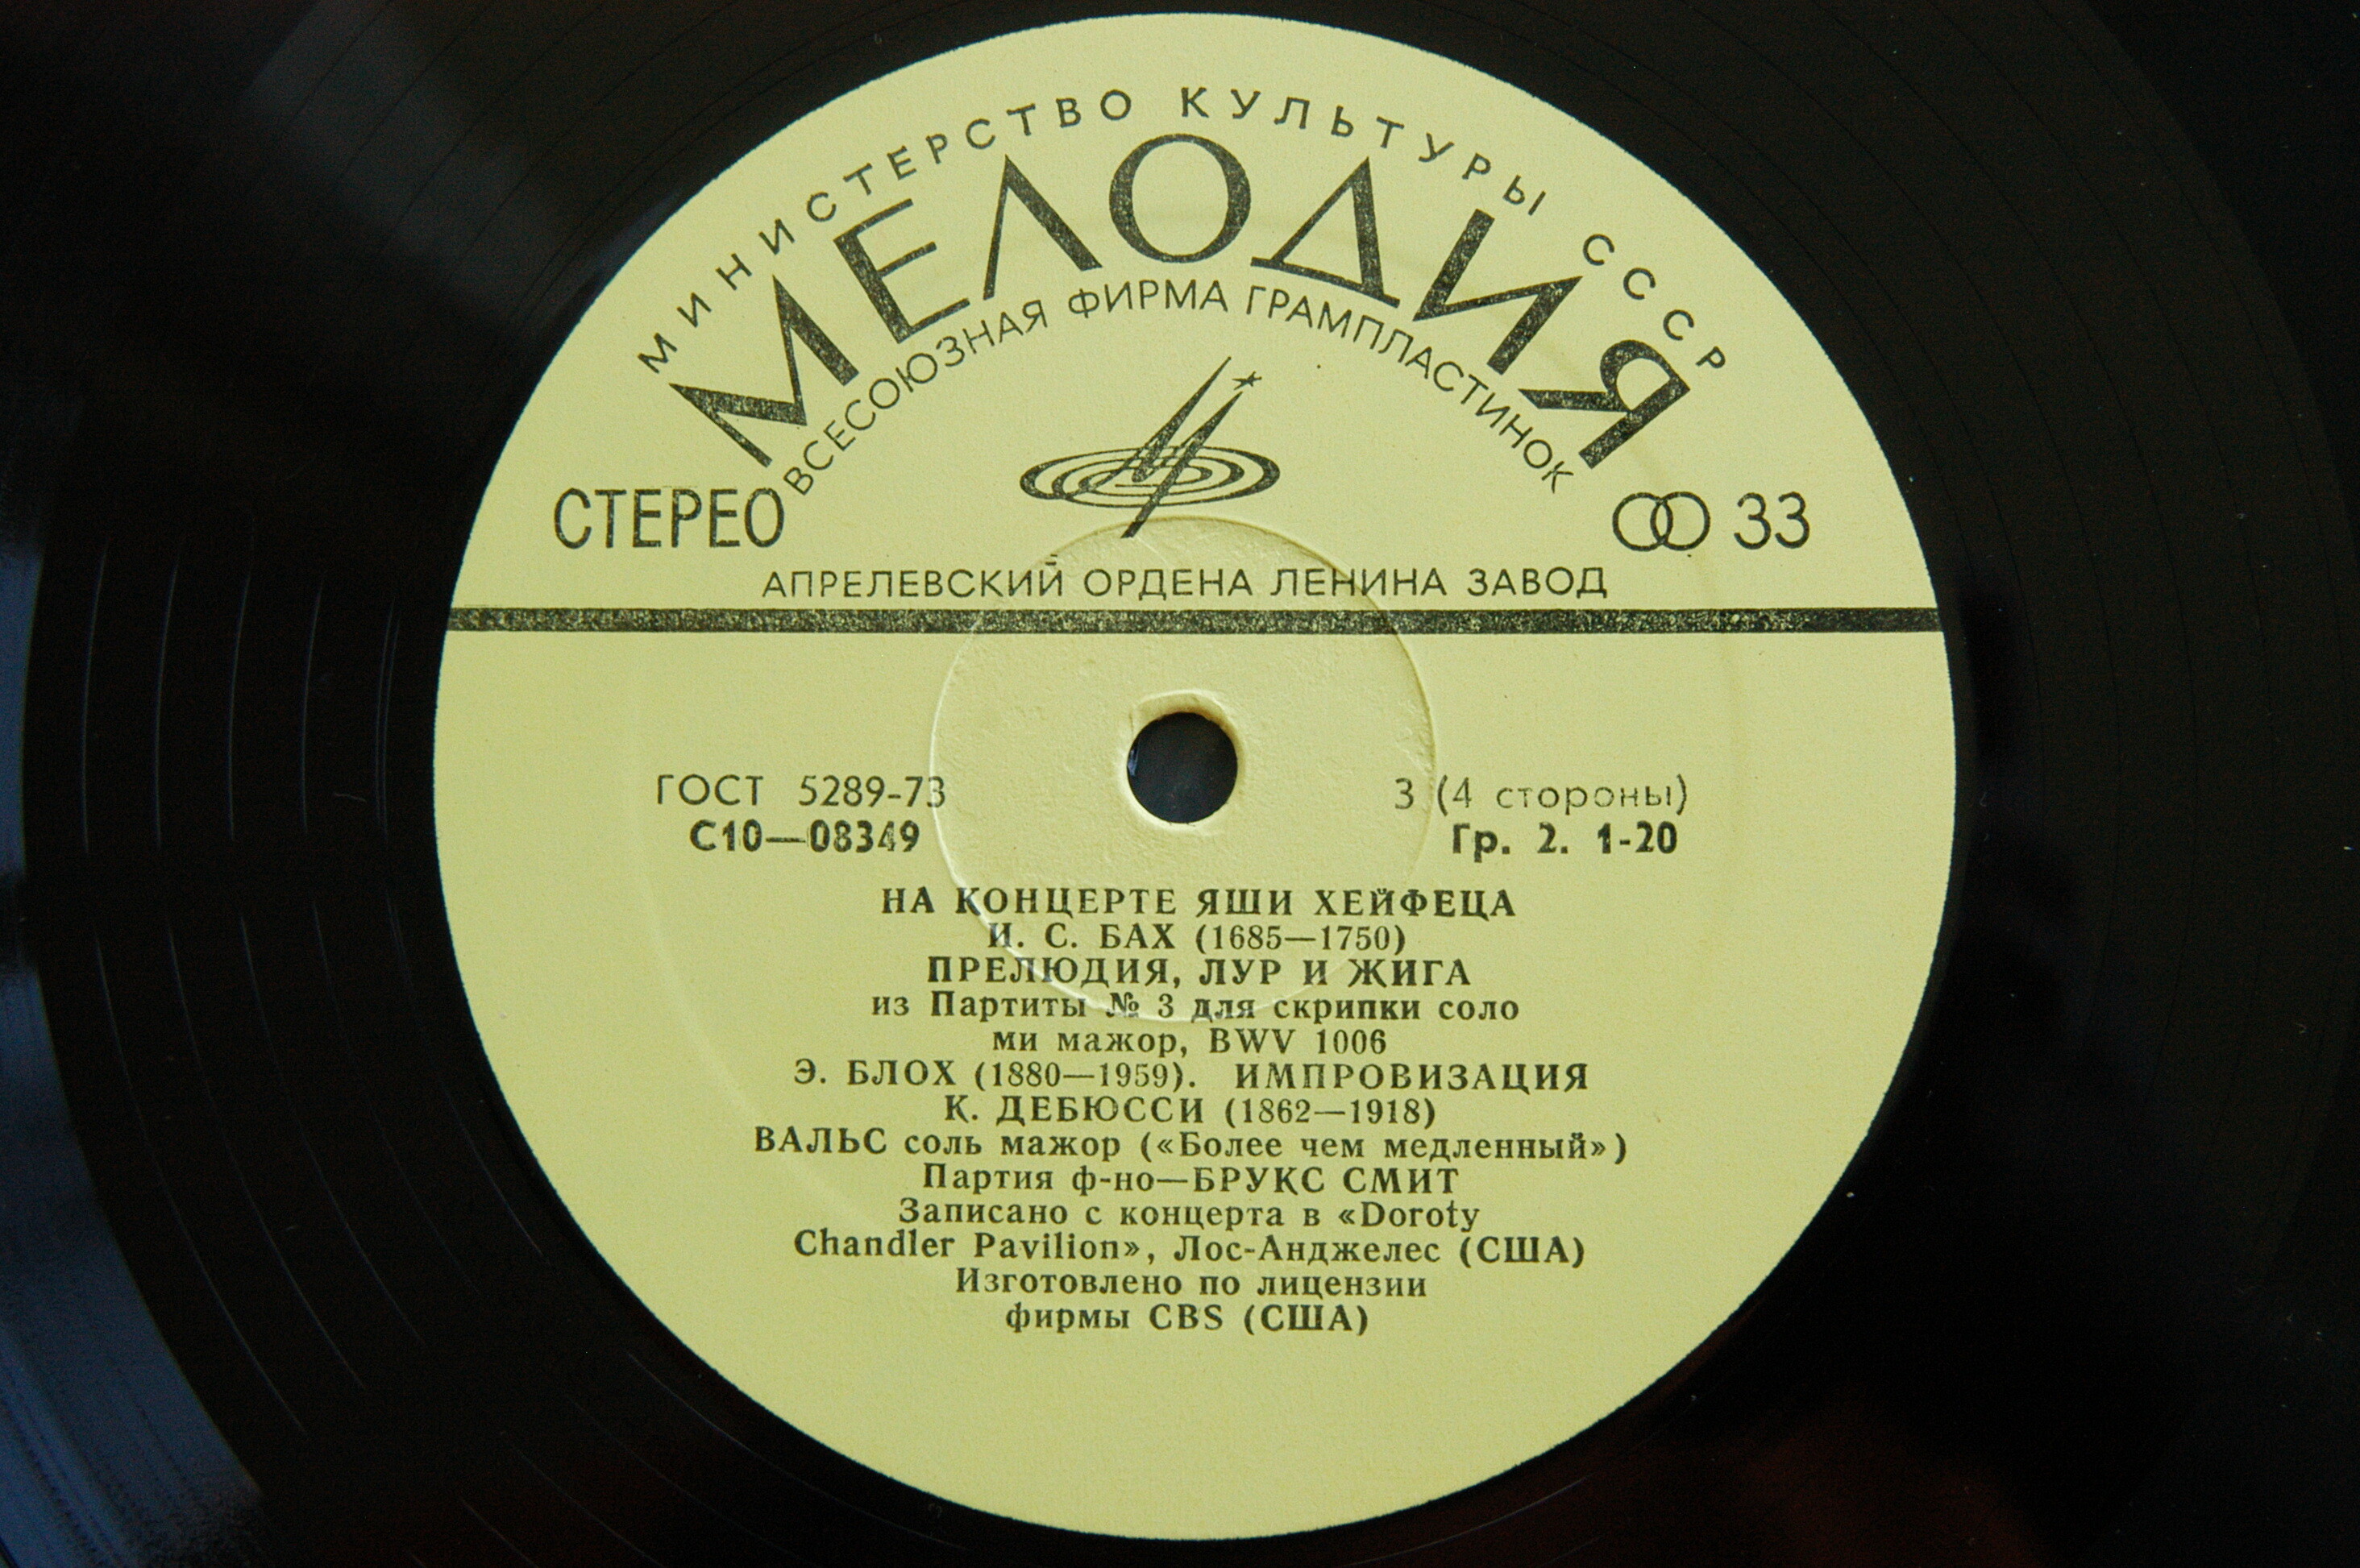 МИНИСТЕРСТВО КУЛЬТУРЫ СССР
МЕЛОДИЯ
ВСЕСОЮЗНАЯ ФИРМА ГРАМПЛАСТИНОК
СТЕРЕО 33
АПРЕЛЕВСКИЙ ОРДЕНА ЛЕНИНА ЗАВОД
ГОСТ 5289-73 3 (4 стороны)
С10—08349 Гр. 2. 1-20
НА КОНЦЕРТЕ ЯШИ ХЕЙФЕЦА
И. С. БАХ (1685—1750)
ПРЕЛЮДИЯ, ЛУР И ЖИГА
из Партиты № 3 для скрипки соло
ми мажор, BWV 1006
Э. БЛОХ (1880—1959). ИМПРОВИЗАЦИЯ
К. ДЕБЮССИ (1862—1918)
ВАЛЬС соль мажор («Более чем медленный»)
Партия ф-но—БРУКС СМИТ
Записано с концерта в «Doroty
Chandler Pavilion», Лос-Анджелес (США)
Изготовлено по лицензии
фирмы CBS (США)